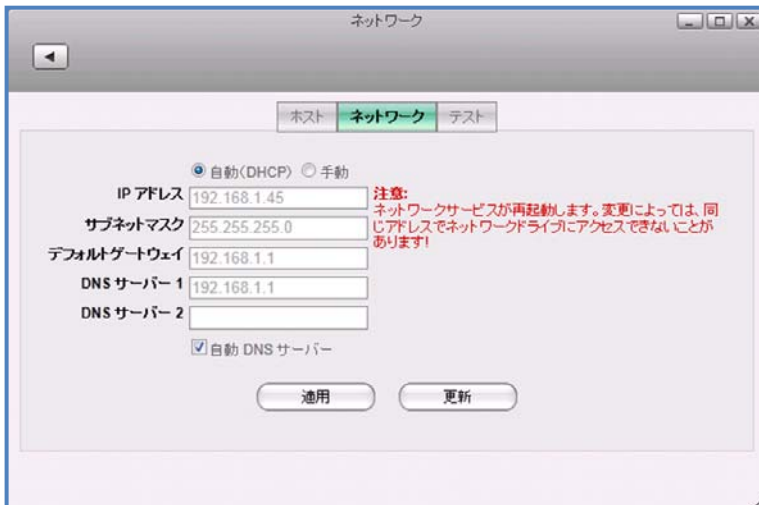 ネットワーク
ホスト ネットワーク テスト
自動(DHCP) 手動
IP アドレス 192.168.1.45
サブネットマスク 255.255.255.0
デフォルトゲートウェイ 192.168.1.1
DNS サーバー 1 192.168.1.1
DNS サーバー 2
注意:
ネットワークサービスが再起動します。変更によっては、同
じアドレスでネットワークドライブにアクセスできないことが
あります!
自動 DNS サーバー
適用 更新